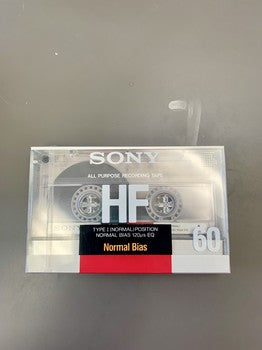 SONY
ALL PURPOSE RECORDING TAPE
HF
TYPE I (NORMAL) POSITION
NORMAL BIAS 120μs EQ
60
Normal Bias